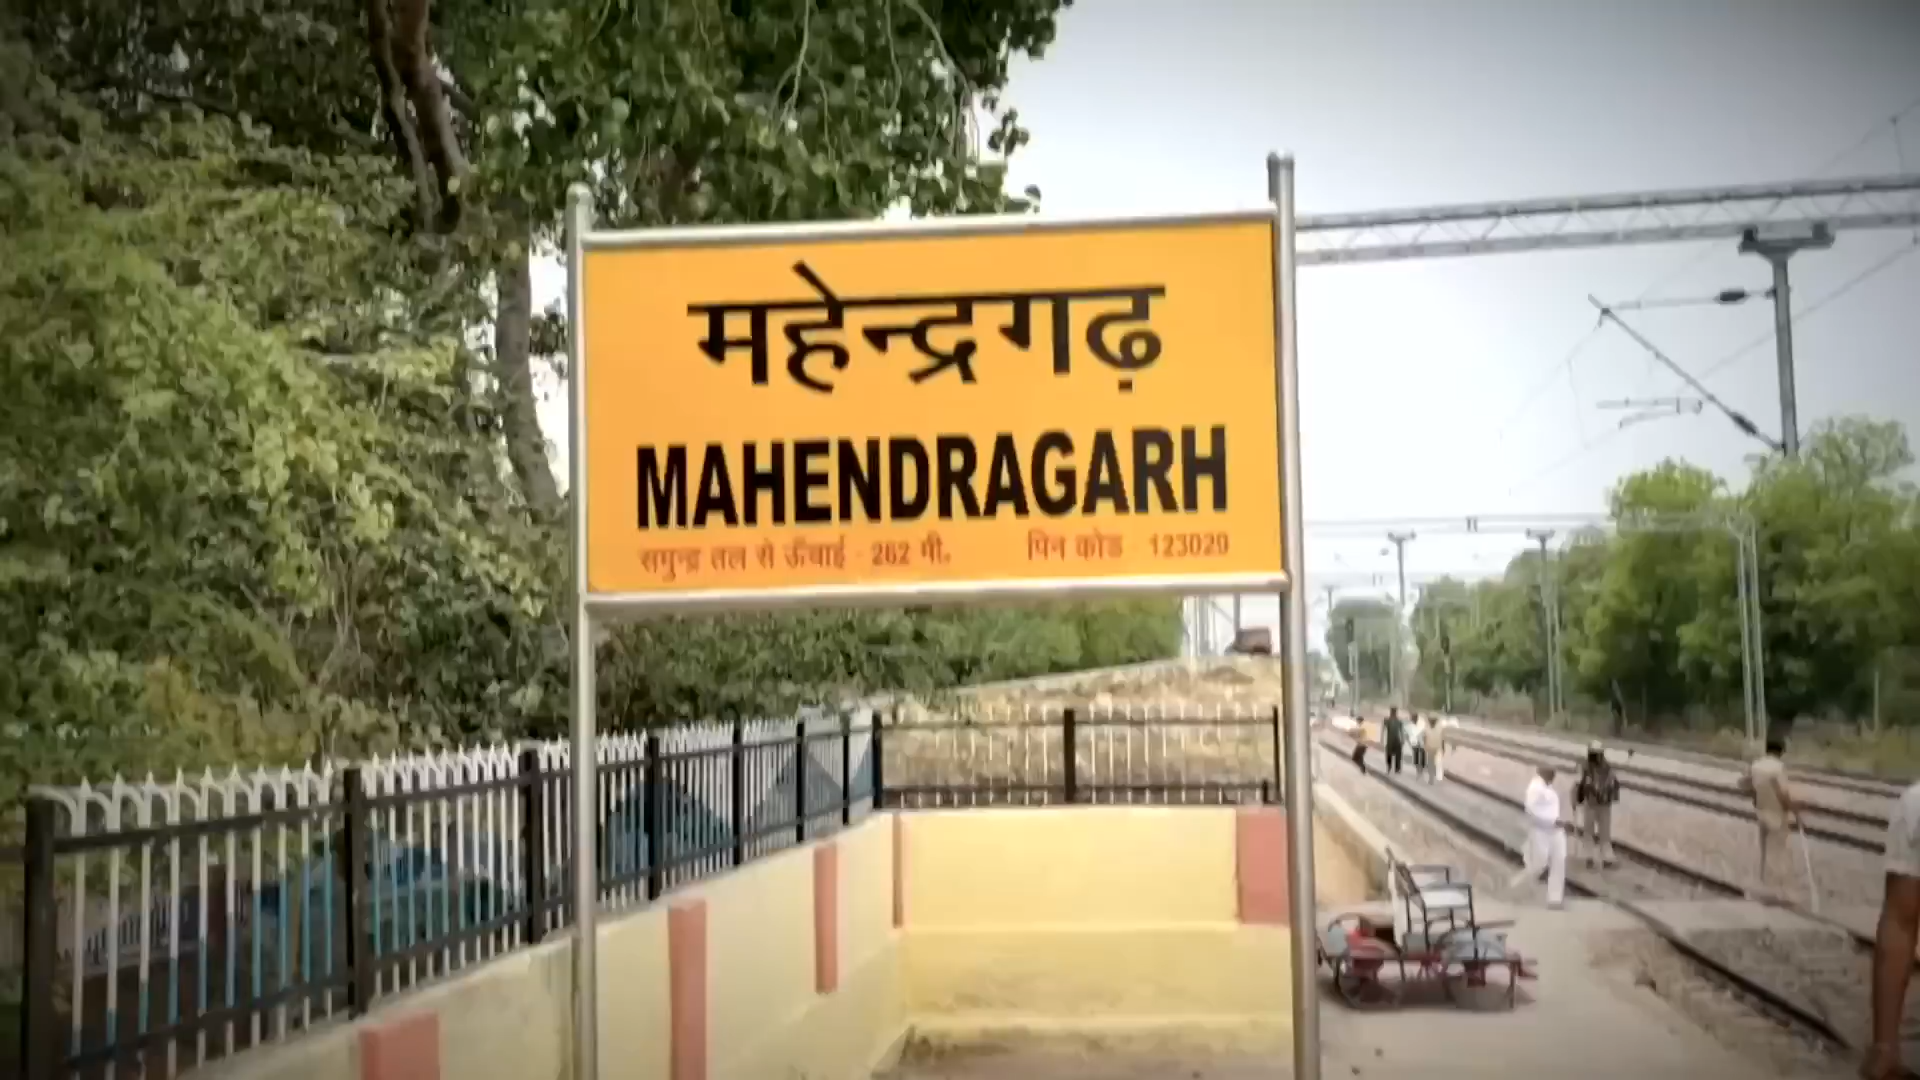 महेन्द्रगढ़
MAHENDRAGARH
समुन्द्र तल से ऊँचाई - 262 मी. पिन कोड - 123029